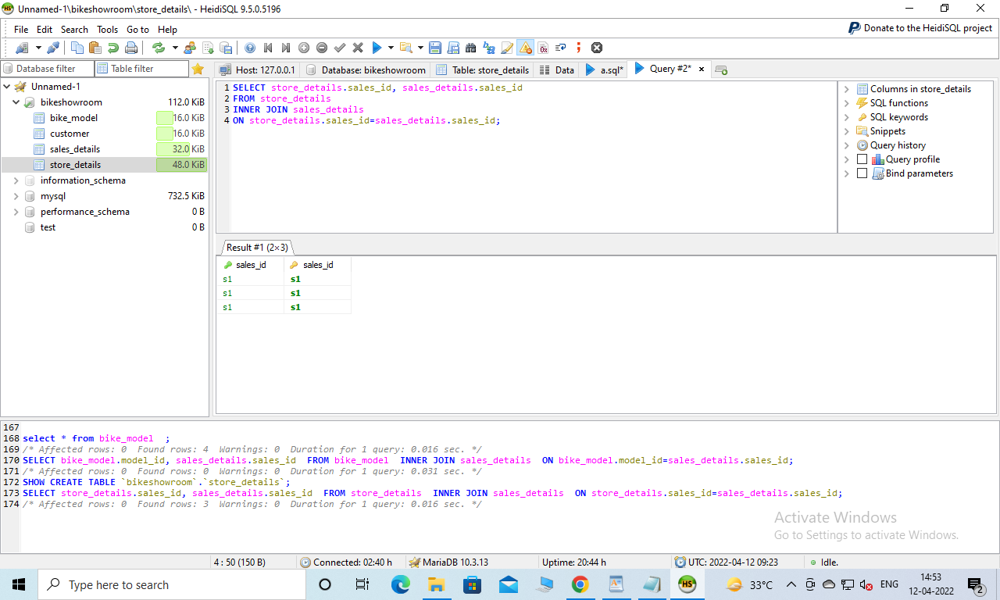 Unnamed-1\bikeshowroom\store_details\ - HeidiSQL 9.5.0.5196
File Edit Search Tools Go to Help
Donate to the HeidiSQL project
Database filter
Table filter
Host: 127.0.0.1
Database: bikeshowroom
Table: store_details
Data
a.sql*
Query #2*
Unnamed-1
bikeshowroom 112.0 KiB
bike_model 16.0 KiB
customer 16.0 KiB
sales_details 32.0 KiB
store_details 48.0 KiB
information_schema
mysql 732.5 KiB
performance_schema 0 B
test 0 B
1 SELECT store_details.sales_id, sales_details.sales_id
2 FROM store_details
3 INNER JOIN sales_details
4 ON store_details.sales_id=sales_details.sales_id;
Columns in store_details
SQL functions
SQL keywords
Snippets
Query history
Query profile
Bind parameters
Result #1 (2×3)
sales_id sales_id
s1 s1
s1 s1
s1 s1
167
168 select * from bike_model ;
169 /* Affected rows: 0 Found rows: 4 Warnings: 0 Duration for 1 query: 0.016 sec. */
170 SELECT bike_model.model_id, sales_details.sales_id FROM bike_model INNER JOIN sales_details ON bike_model.model_id=sales_details.sales_id;
171 /* Affected rows: 0 Found rows: 0 Warnings: 0 Duration for 1 query: 0.031 sec. */
172 SHOW CREATE TABLE `bikeshowroom`.`store_details`;
173 SELECT store_details.sales_id, sales_details.sales_id FROM store_details INNER JOIN sales_details ON store_details.sales_id=sales_details.sales_id;
174 /* Affected rows: 0 Found rows: 3 Warnings: 0 Duration for 1 query: 0.016 sec. */
Activate Windows
Go to Settings to activate Windows.
4 : 50 (150 B)
Connected: 02:40 h
MariaDB 10.3.13
Uptime: 20:44 h
UTC: 2022-04-12 09:23
Idle.
Type here to search
HS
33°C
ENG
14:53
12-04-2022
2